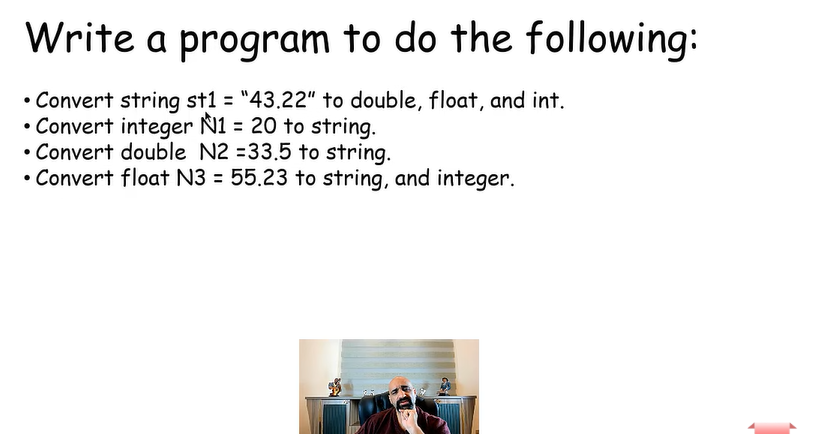 Write a program to do the following:
• Convert string st1 = “43.22” to double, float, and int.
• Convert integer N1 = 20 to string.
• Convert double N2 =33.5 to string.
• Convert float N3 = 55.23 to string, and integer.